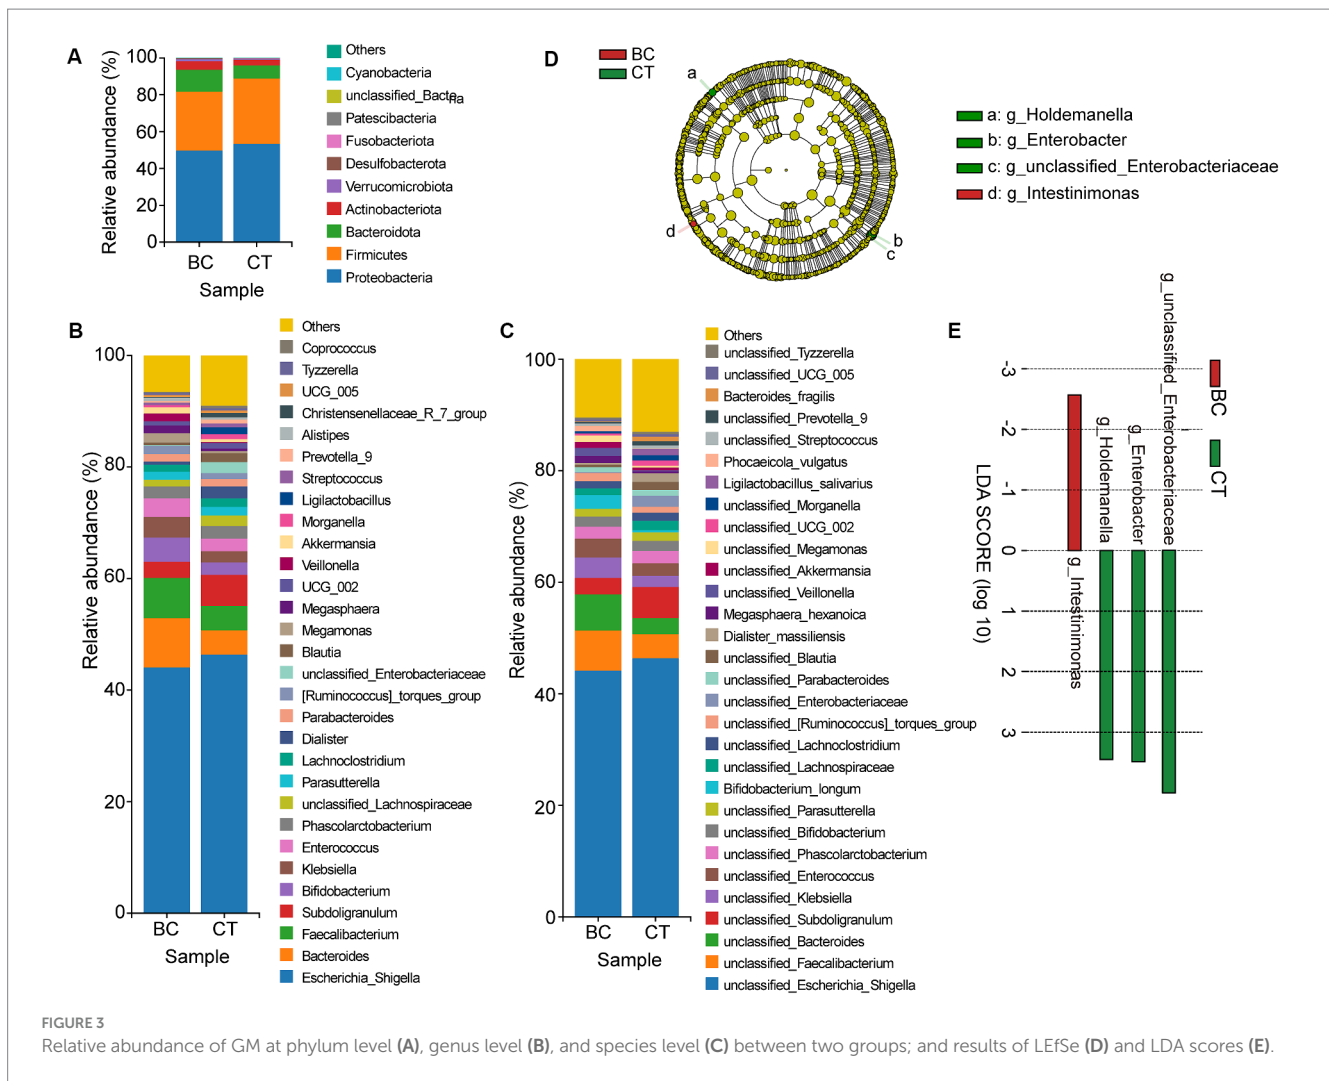 A
Relative abundance (%)
100
80
60
40
20
0
BC CT
Sample
Others
Cyanobacteria
unclassified_Bacteria
Patescibacteria
Fusobacteriota
Desulfobacterota
Verrucomicrobiota
Actinobacteriota
Bacteroidota
Firmicutes
Proteobacteria
D
BC
CT
a
b
c
d
a: g_Holdemanella
b: g_Enterobacter
c: g_unclassified_Enterobacteriaceae
d: g_Intestinimonas
B
Relative abundance (%)
100
80
60
40
20
0
BC CT
Sample
Others
Coprococcus
Tyzzerella
UCG_005
Christensenellaceae_R_7_group
Alistipes
Prevotella_9
Streptococcus
Ligilactobacillus
Morganella
Akkermansia
Veillonella
UCG_002
Megasphaera
Megamonas
Blautia
unclassified_Enterobacteriaceae
[Ruminococcus]_torques_group
Parabacteroides
Dialister
Lachnoclostridium
Parasutterella
unclassified_Lachnospiraceae
Phascolarctobacterium
Enterococcus
Klebsiella
Bifidobacterium
Subdoligranulum
Faecalibacterium
Bacteroides
Escherichia_Shigella
C
Relative abundance (%)
100
80
60
40
20
0
BC CT
Sample
Others
unclassified_Tyzzerella
unclassified_UCG_005
Bacteroides_fragilis
unclassified_Prevotella_9
unclassified_Streptococcus
Phocaeicola_vulgatus
Ligilactobacillus_salivarius
unclassified_Morganella
unclassified_UCG_002
unclassified_Megamonas
unclassified_Akkermansia
unclassified_Veillonella
Megasphaera_hexanoica
Dialister_massiliensis
unclassified_Blautia
unclassified_Parabacteroides
unclassified_Enterobacteriaceae
unclassified_[Ruminococcus]_torques_group
unclassified_Lachnoclostridium
unclassified_Lachnospiraceae
Bifidobacterium_longum
unclassified_Parasutterella
unclassified_Bifidobacterium
unclassified_Phascolarctobacterium
unclassified_Enterococcus
unclassified_Klebsiella
unclassified_Subdoligranulum
unclassified_Bacteroides
unclassified_Faecalibacterium
unclassified_Escherichia_Shigella
E
LDA SCORE (log 10)
-3
-2
-1
0
1
2
3
g_Intestinimonas
g_Holdemanella
g_Enterobacter
g_unclassified_Enterobacteriaceae
BC
CT
FIGURE 3
Relative abundance of GM at phylum level (A), genus level (B), and species level (C) between two groups; and results of LEfSe (D) and LDA scores (E).